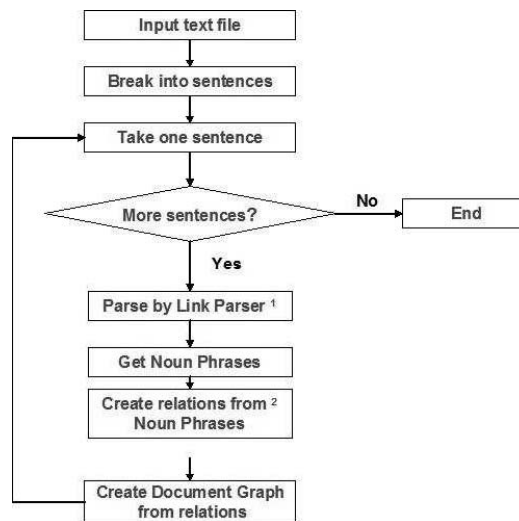 Input text file
Break into sentences
Take one sentence
More sentences?
No
End
Yes
Parse by Link Parser ¹
Get Noun Phrases
Create relations from ²
Noun Phrases
Create Document Graph
from relations